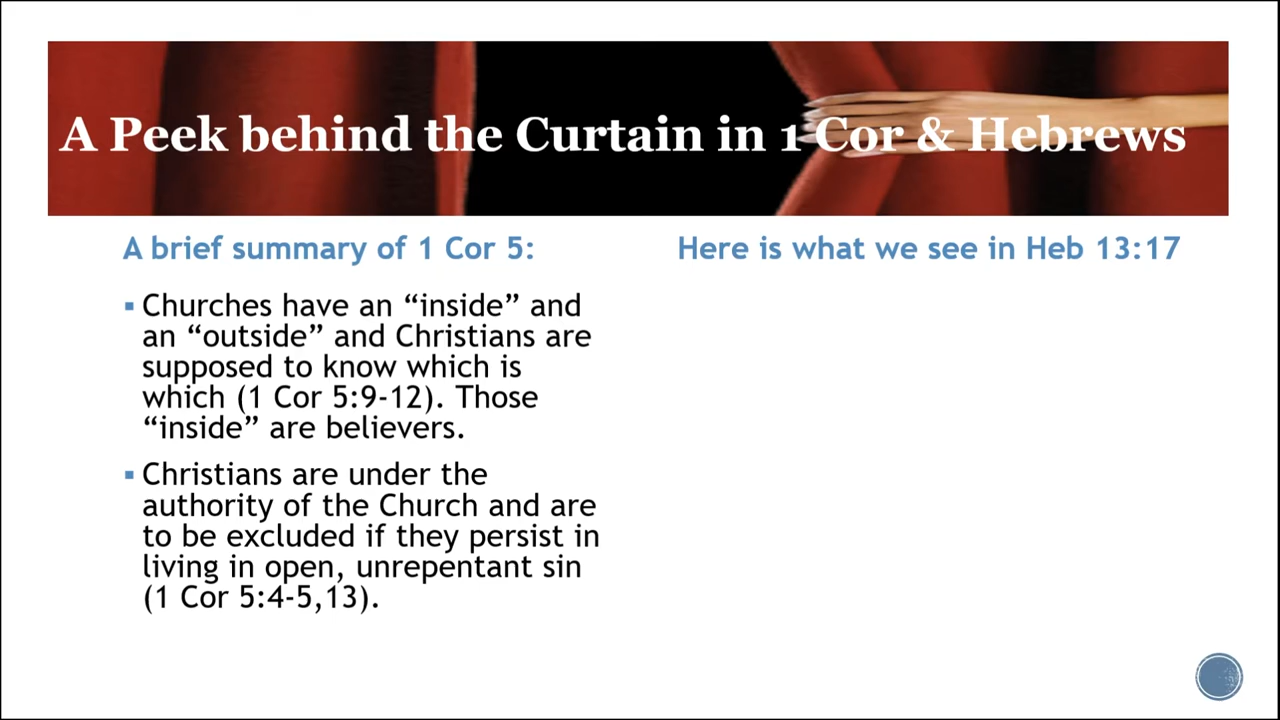 A Peek behind the Curtain in 1 Cor & Hebrews
A brief summary of 1 Cor 5:
▪ Churches have an “inside” and
an “outside” and Christians are
supposed to know which is
which (1 Cor 5:9-12). Those
“inside” are believers.
▪ Christians are under the
authority of the Church and are
to be excluded if they persist in
living in open, unrepentant sin
(1 Cor 5:4-5,13).
Here is what we see in Heb 13:17